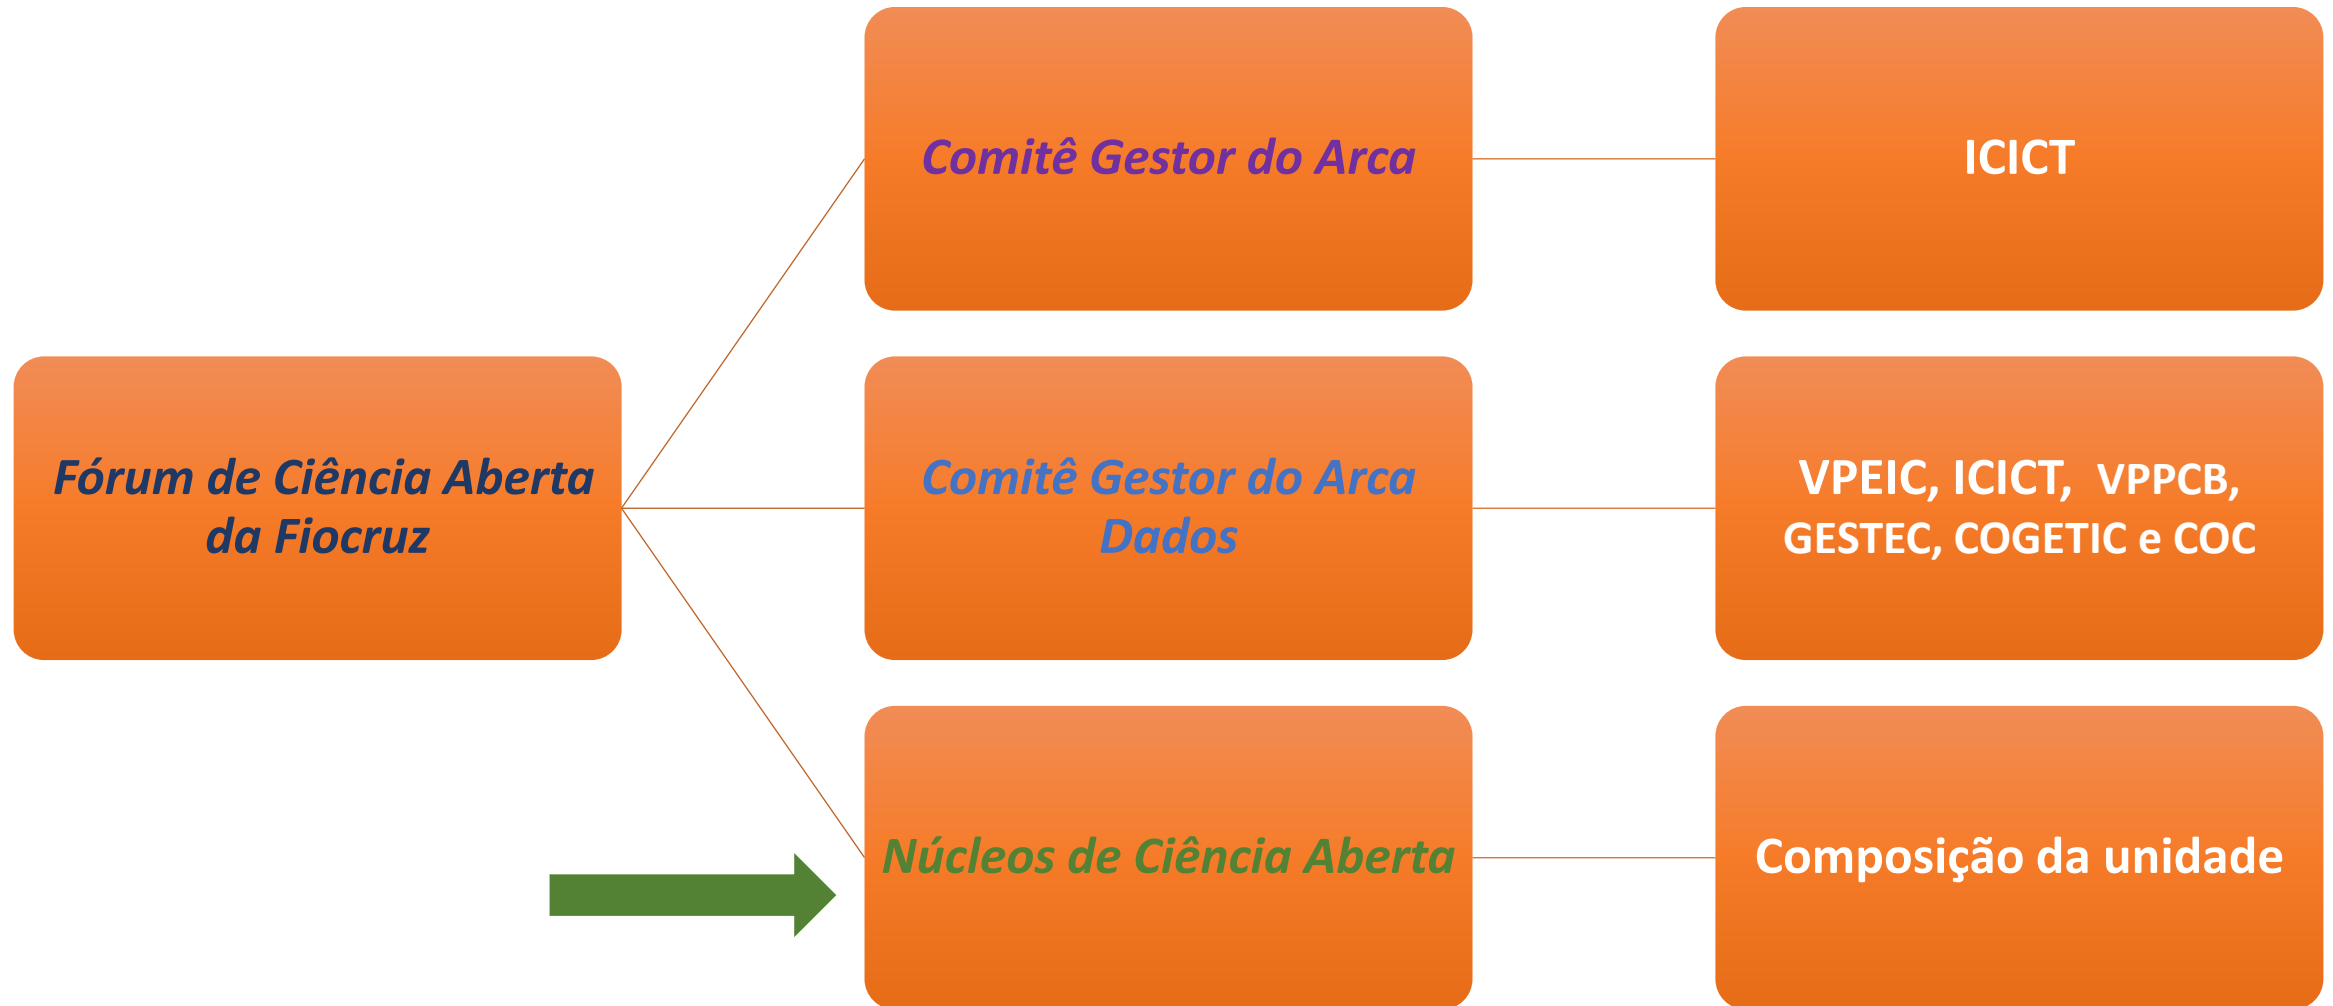 Comitê Gestor do Arca
ICICT
Fórum de Ciência Aberta
da Fiocruz
Comitê Gestor do Arca
Dados
VPEIC, ICICT, VPPCB,
GESTEC, COGETIC e COC
Núcleos de Ciência Aberta
Composição da unidade